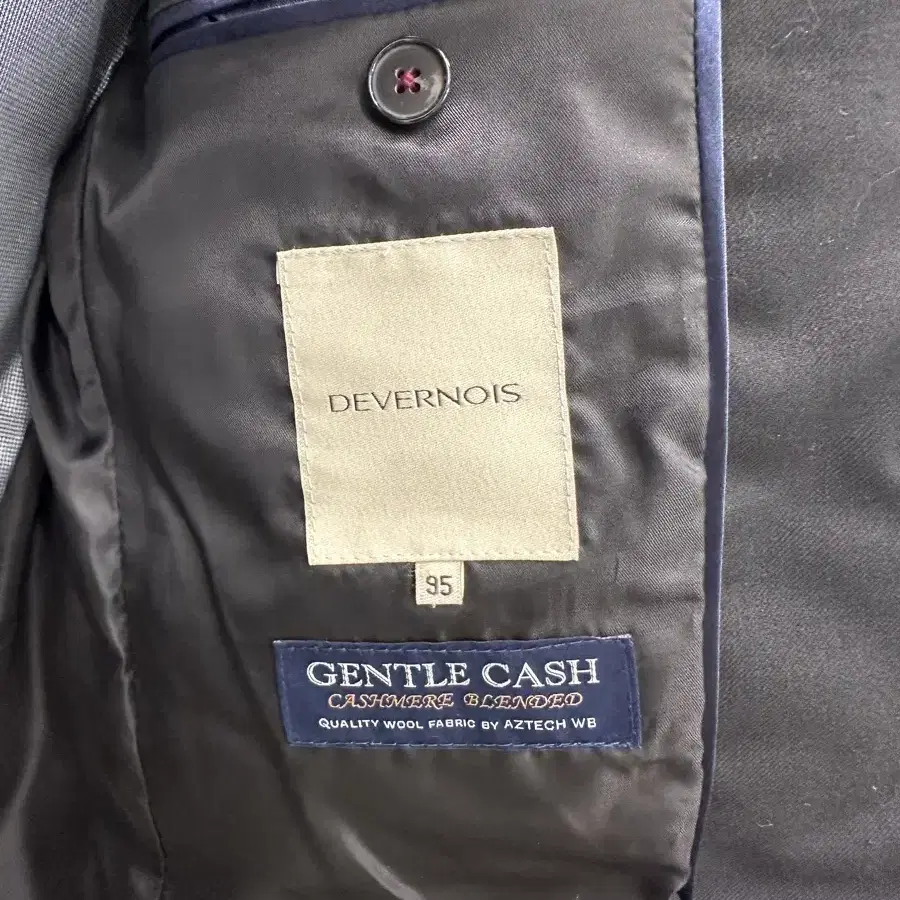 DEVERNOIS
95
GENTLE CASH
CASHMERE BLENDED
QUALITY WOOL FABRIC BY AZTECH WB